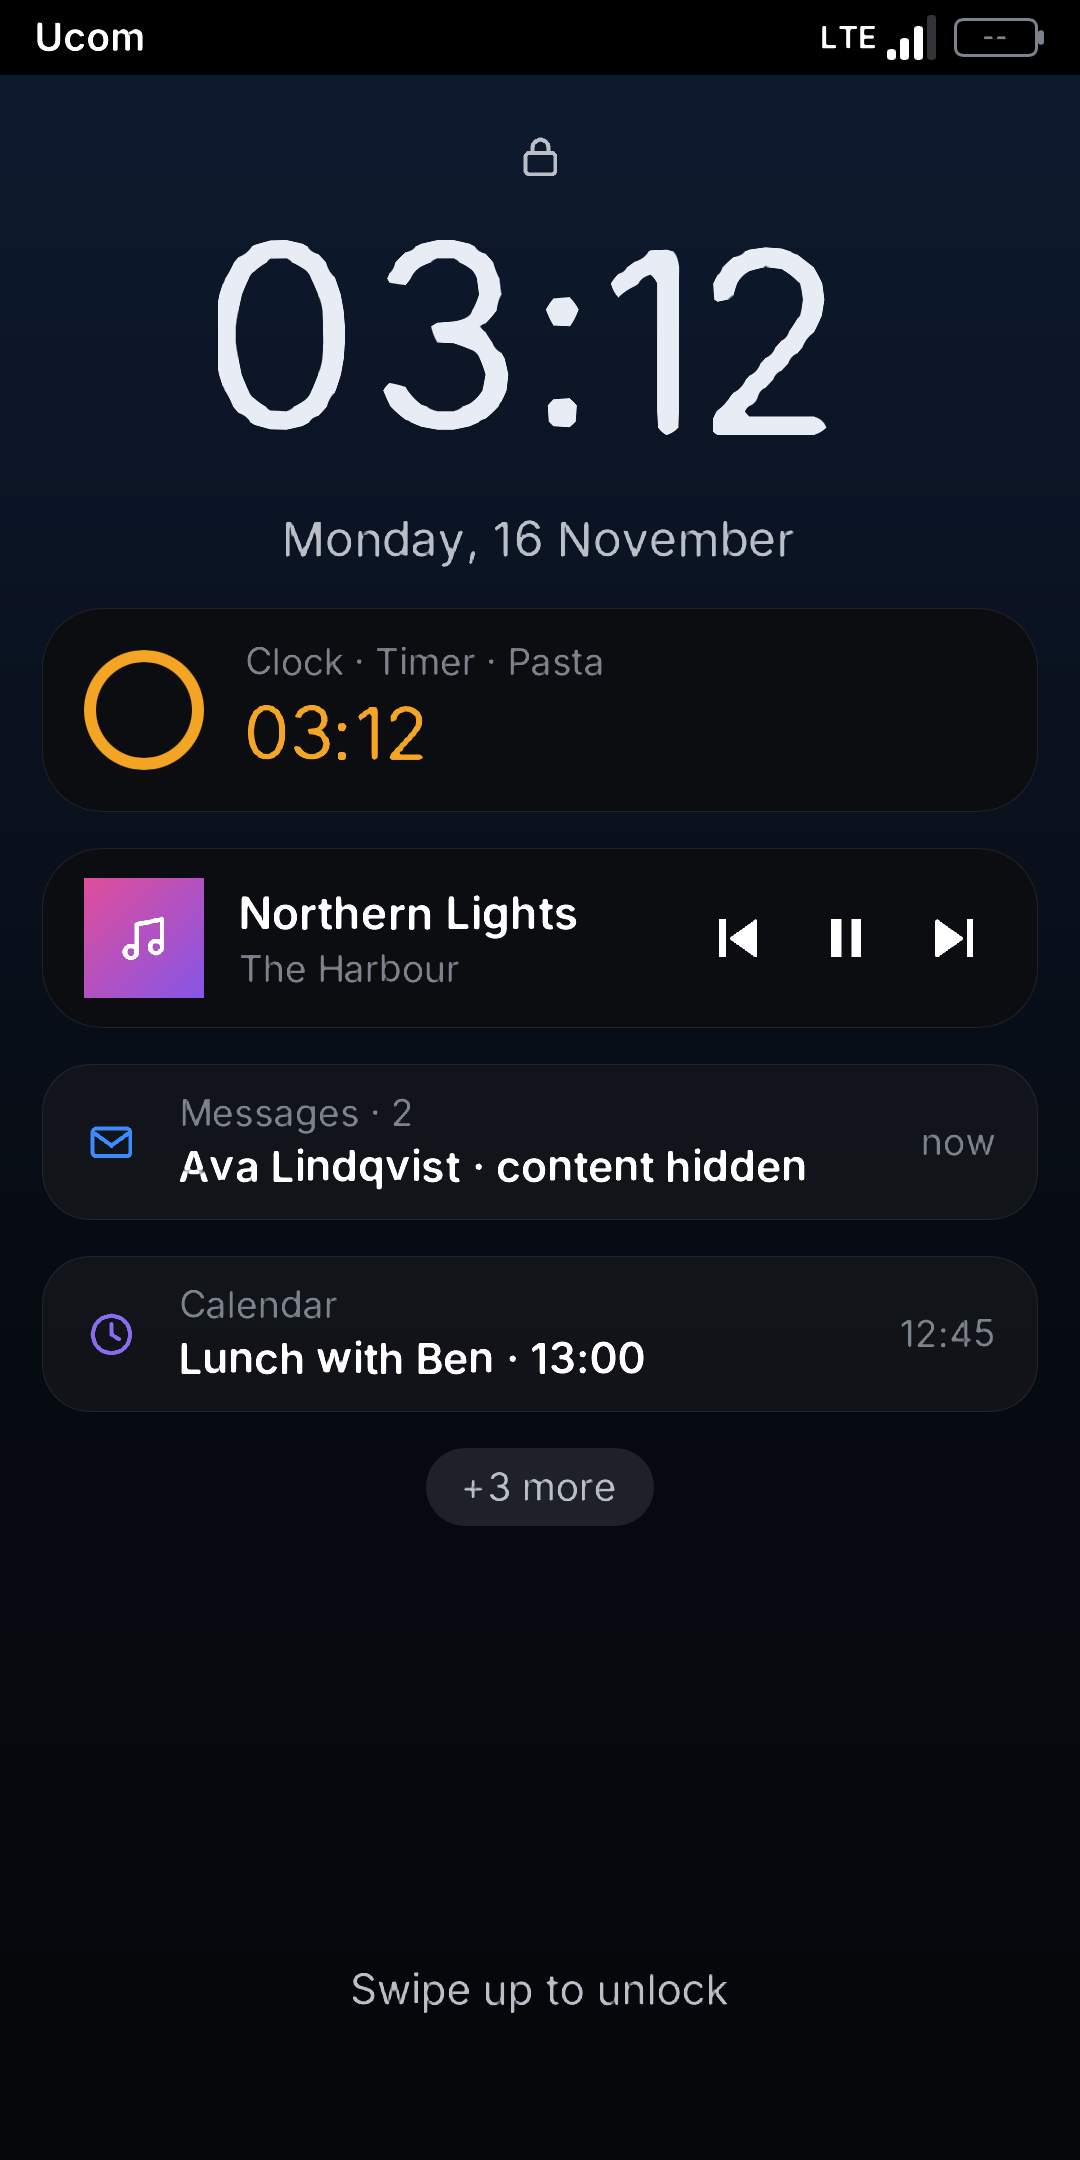 Ucom
LTE --
03:12
Monday, 16 November
Clock · Timer · Pasta
03:12
Northern Lights
The Harbour
Messages · 2
now
Ava Lindqvist · content hidden
Calendar
12:45
Lunch with Ben · 13:00
+3 more
Swipe up to unlock